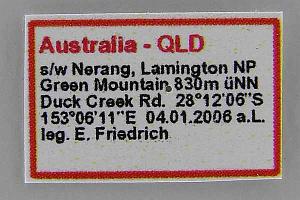 Australia - QLD
s/w Nerang, Lamington NP
Green Mountain, 830m üNN
Duck Creek Rd.  28°12'06"S
153°06'11"E  04.01.2006 a.L.
leg. E. Friedrich